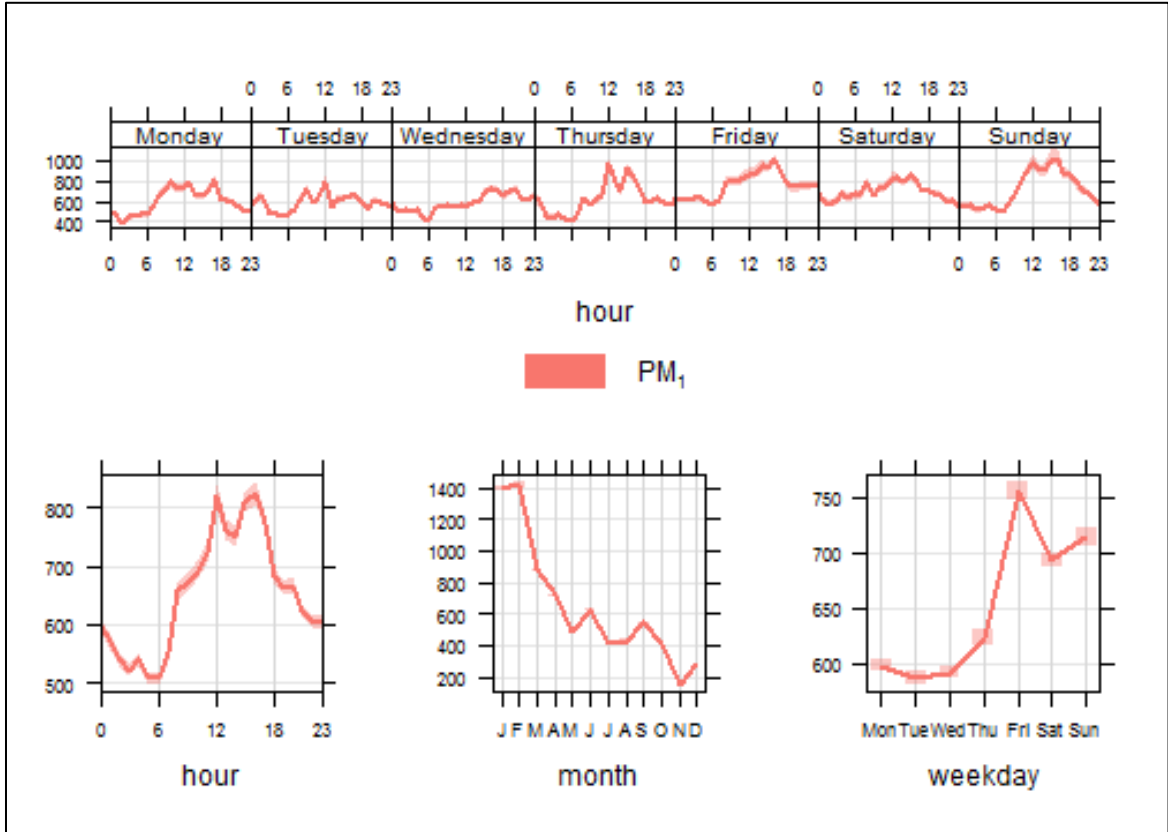 0 6 12 18 23 0 6 12 18 23 0 6 12 18 23
Monday Tuesday Wednesday Thursday Friday Saturday Sunday
1000
800
600
400
0 6 12 18 23 0 6 12 18 23 0 6 12 18 23 0 6 12 18 23
hour
PM₁
800
700
600
500
0 6 12 18 23
hour
1400
1200
1000
800
600
400
200
J F M A M J J A S O N D
month
750
700
650
600
Mon Tue Wed Thu Fri Sat Sun
weekday